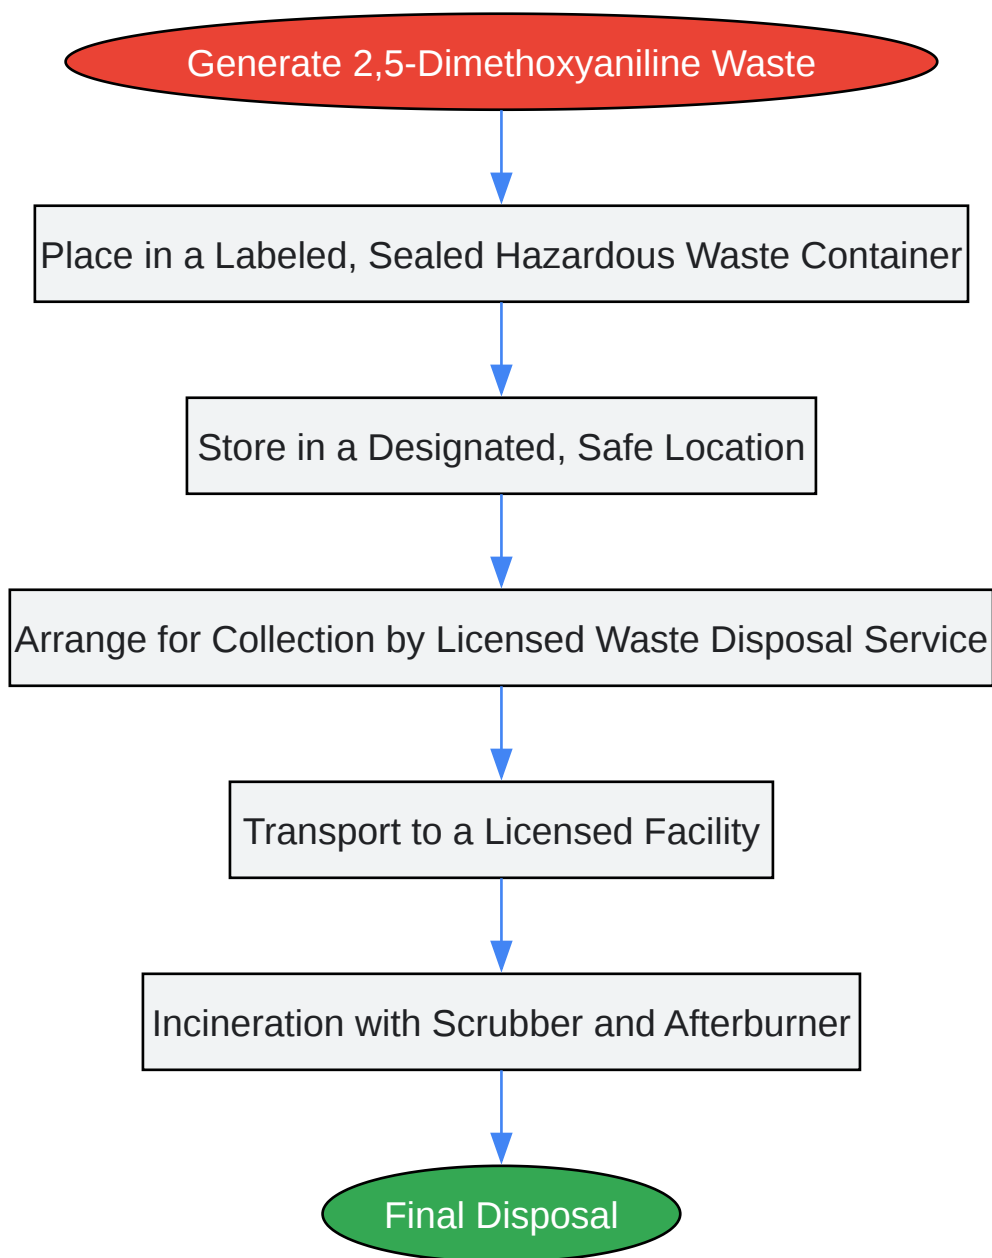 Generate 2,5-Dimethoxyaniline Waste
Place in a Labeled, Sealed Hazardous Waste Container
Store in a Designated, Safe Location
Arrange for Collection by Licensed Waste Disposal Service
Transport to a Licensed Facility
Incineration with Scrubber and Afterburner
Final Disposal